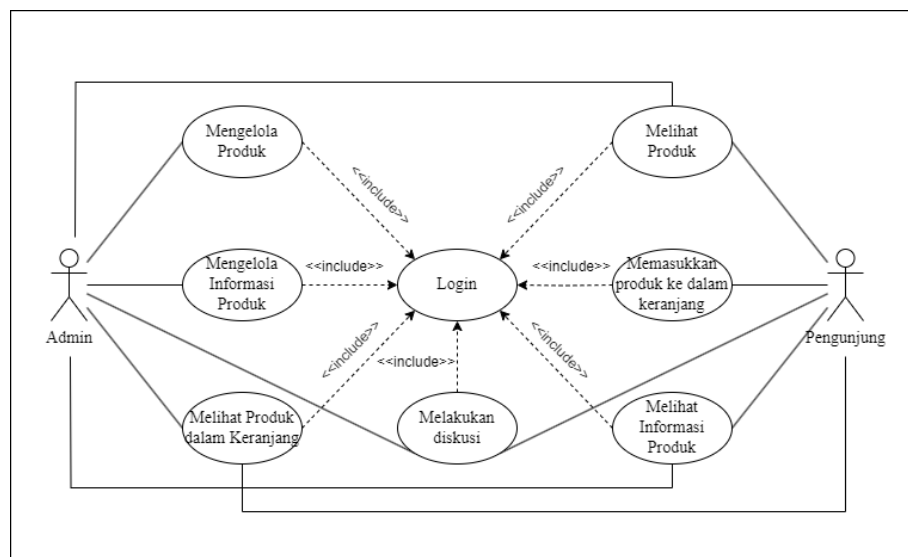 Mengelola
Produk
Melihat
Produk
<<include>>
<<include>>
Mengelola
Informasi
Produk
<<include>>
Login
<<include>>
Memasukkan
produk ke dalam
keranjang
Admin
Pengunjung
<<include>>
<<include>>
<<include>>
Melihat Produk
dalam Keranjang
Melakukan
diskusi
Melihat
Informasi
Produk